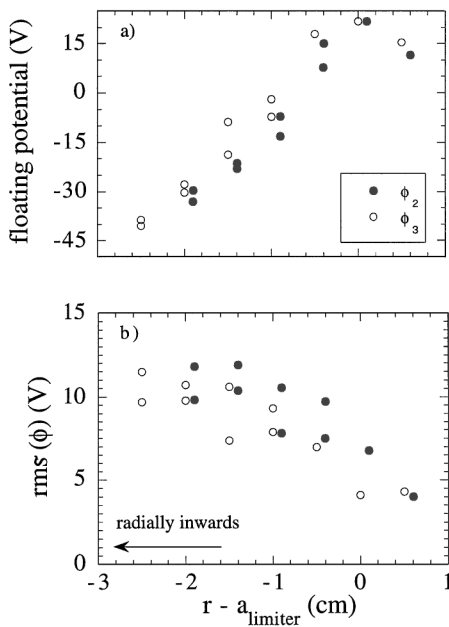 floating potential (V)
a)
15
0
-15
-30
-45
ϕ2
ϕ3
rms (ϕ) (V)
b)
15
10
5
0
radially inwards
-3 -2 -1 0 1
r - a_limiter (cm)